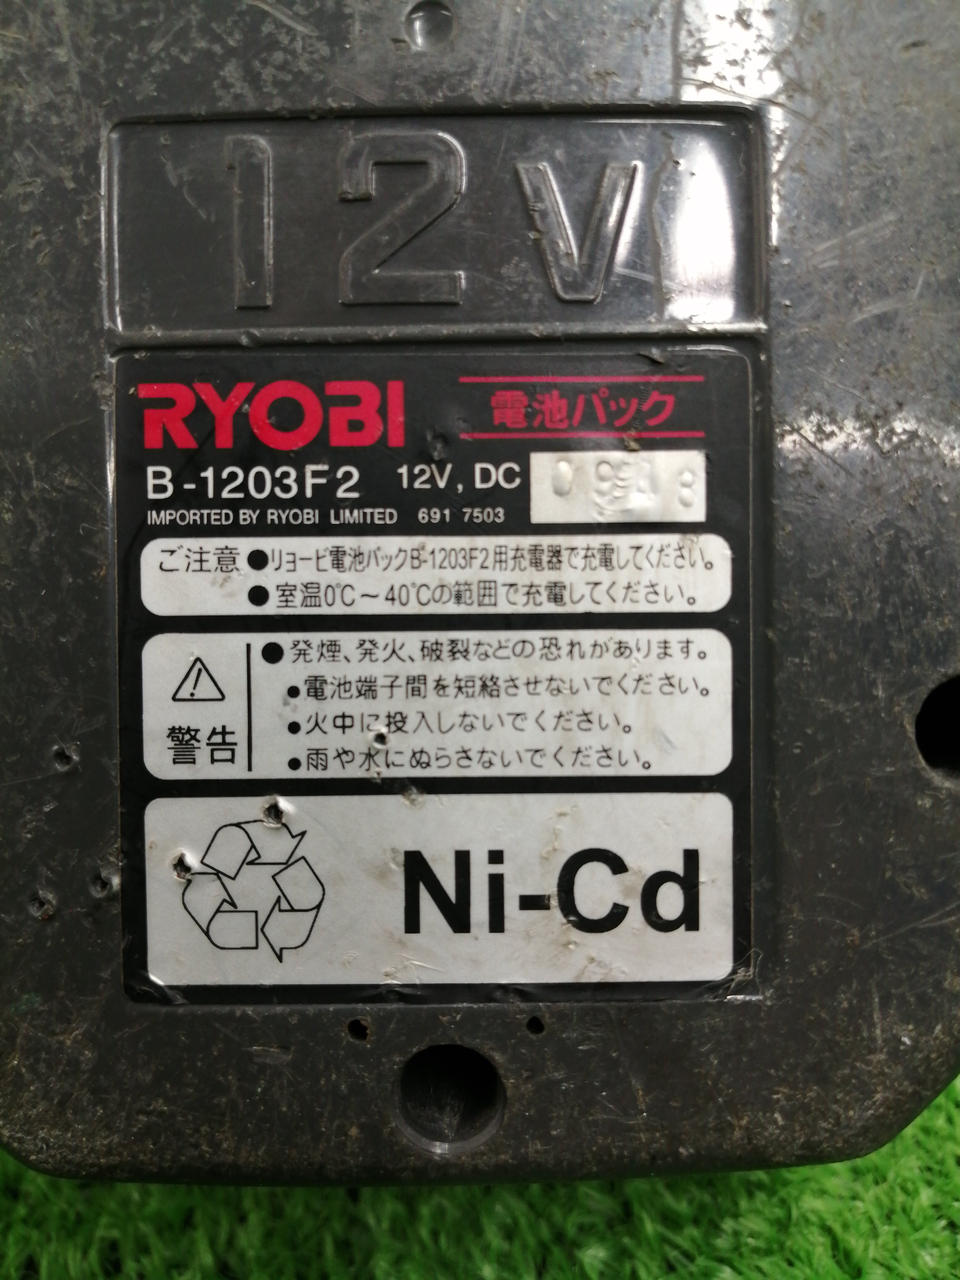 12V
RYOBI 電池パック
B-1203F2 12V, DC
IMPORTED BY RYOBI LIMITED 691 7503
ご注意 ●リョービ電池パックB-1203F2用充電器で充電してください。
●室温0℃～40℃の範囲で充電してください。
●発煙、発火、破裂などの恐れがあります。
•電池端子間を短絡させないでください。
•火中に投入しないでください。
警告
•雨や水にぬらさないでください。
Ni-Cd